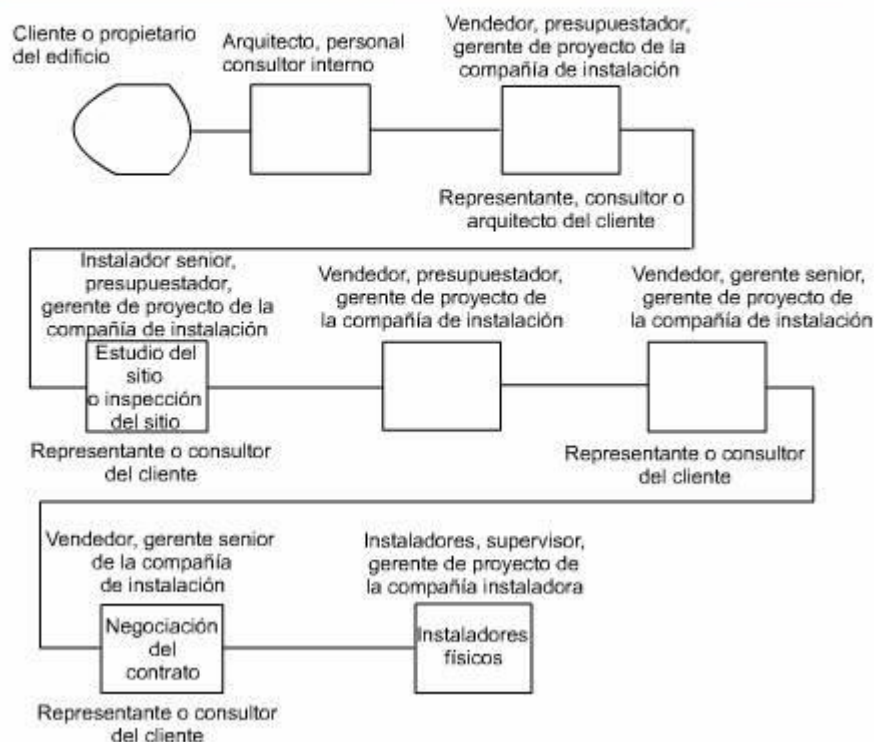 Cliente o propietario
del edificio
Arquitecto, personal
consultor interno
Vendedor, presupuestador,
gerente de proyecto de la
compañía de instalación
Representante, consultor o
arquitecto del cliente
Instalador senior,
presupuestador,
gerente de proyecto de la
compañía de instalación
Estudio del
sitio
o inspección
del sitio
Representante o consultor
del cliente
Vendedor, presupuestador,
gerente de proyecto de
la compañía de instalación
Vendedor, gerente senior,
gerente de proyecto de
la compañía de instalación
Representante o consultor
del cliente
Vendedor, gerente senior
de la compañía
de instalación
Negociación
del
contrato
Representante o consultor
del cliente
Instaladores, supervisor,
gerente de proyecto de
la compañía instaladora
Instaladores
físicos